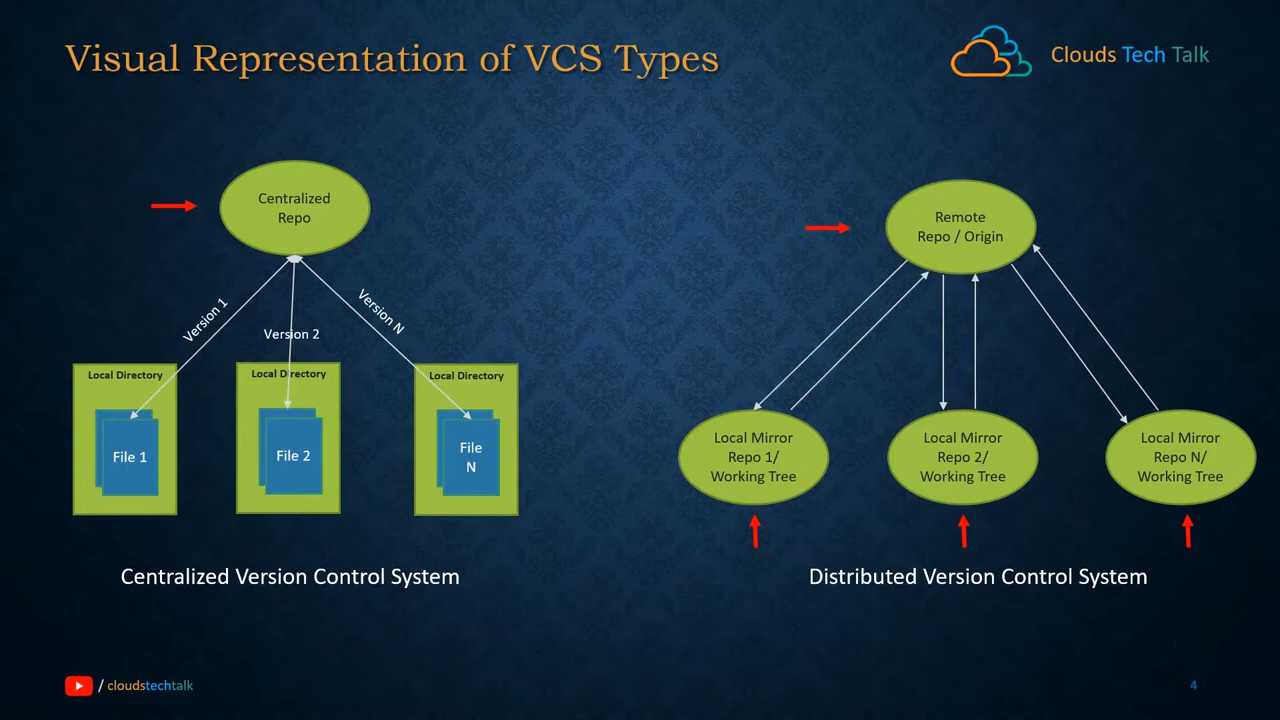 Visual Representation of VCS Types
Clouds Tech Talk
Centralized
Repo
Version 1
Version 2
Version N
Local Directory
File 1
Local Directory
File 2
Local Directory
File
N
Centralized Version Control System
Remote
Repo / Origin
Local Mirror
Repo 1/
Working Tree
Local Mirror
Repo 2/
Working Tree
Local Mirror
Repo N/
Working Tree
Distributed Version Control System
/ cloudstechtalk
4